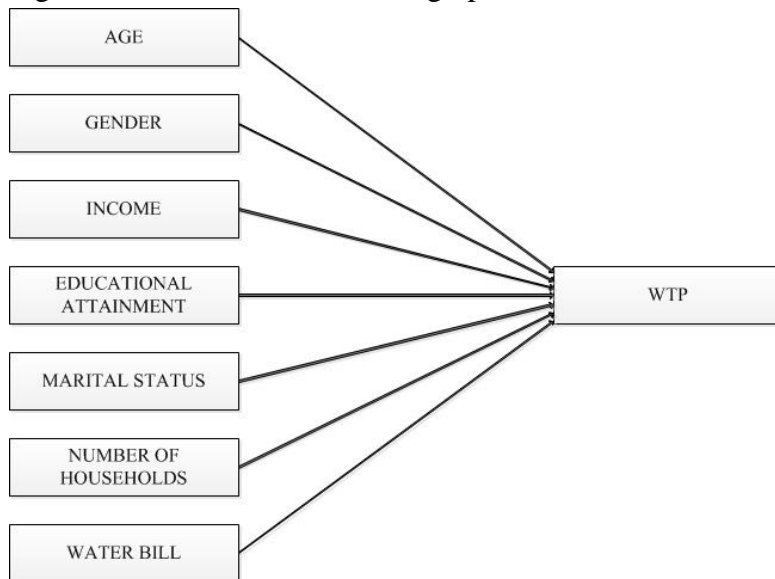 AGE
GENDER
INCOME
EDUCATIONAL
ATTAINMENT
WTP
MARITAL STATUS
NUMBER OF
HOUSEHOLDS
WATER BILL